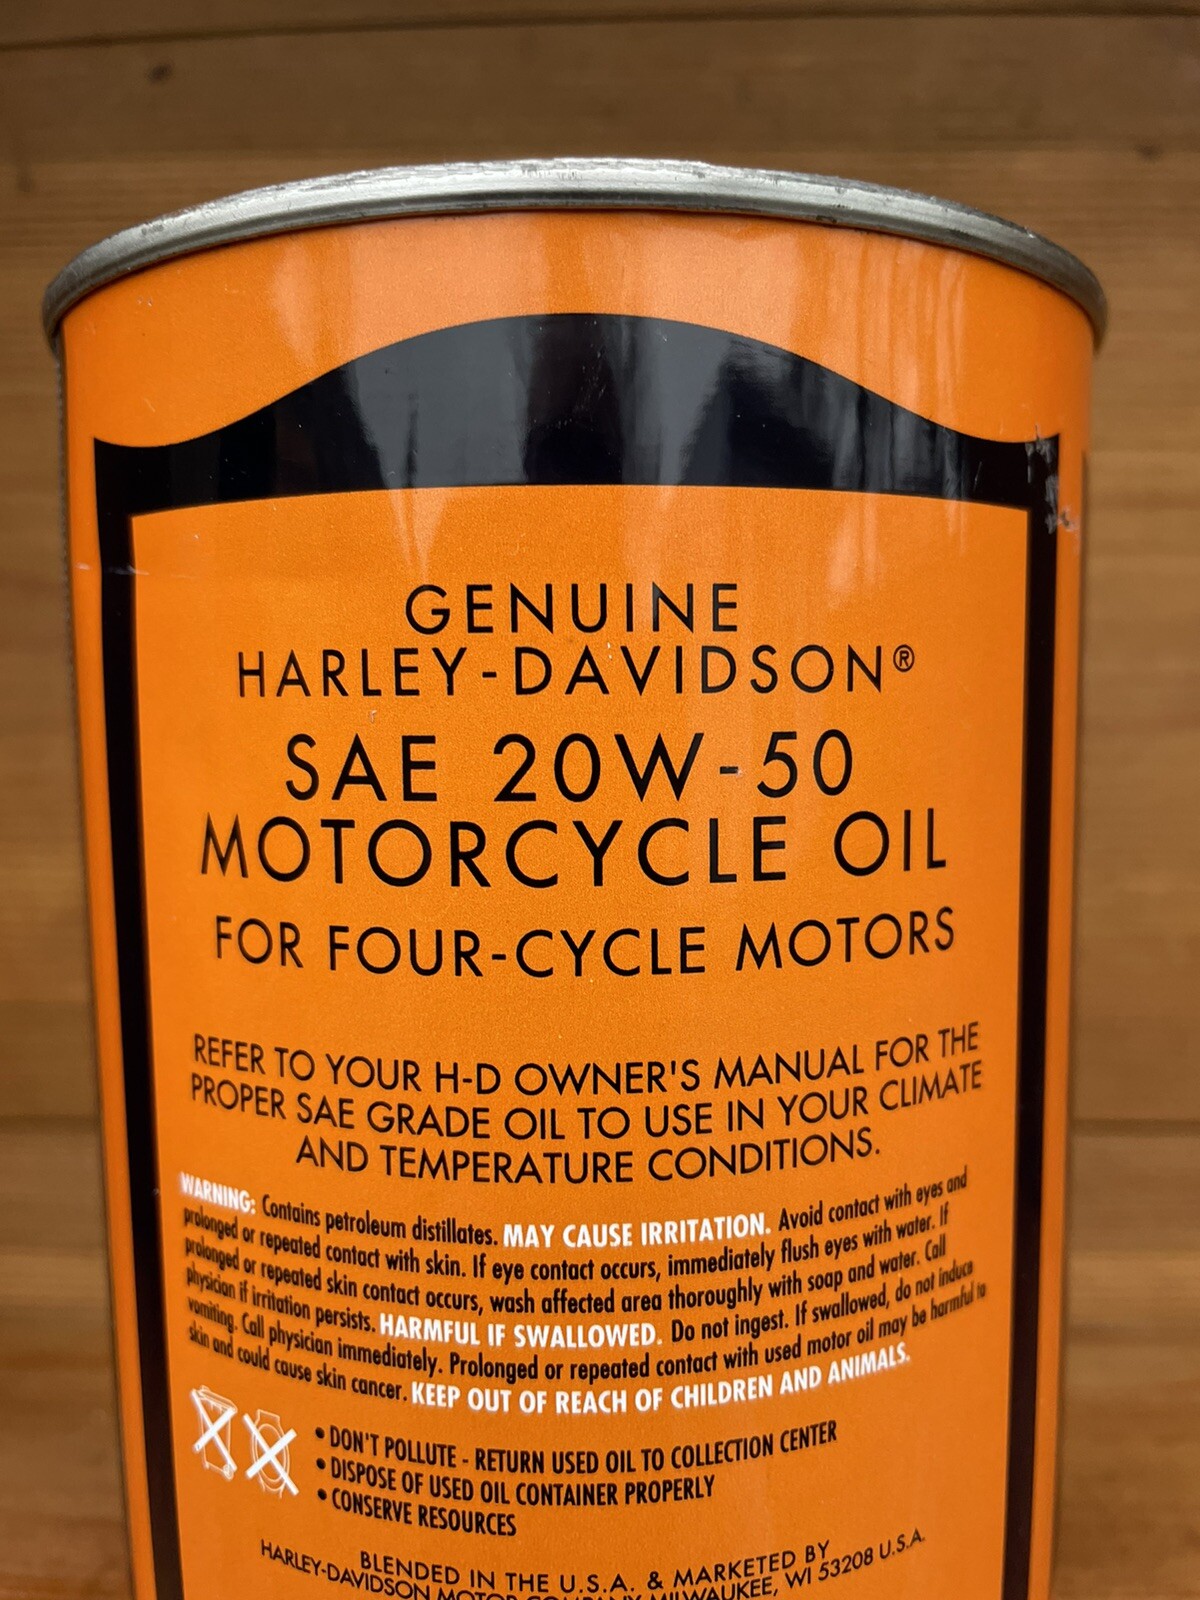 GENUINE
HARLEY-DAVIDSON®
SAE 20W-50
MOTORCYCLE OIL
FOR FOUR-CYCLE MOTORS
REFER TO YOUR H-D OWNER'S MANUAL FOR THE
PROPER SAE GRADE OIL TO USE IN YOUR CLIMATE
AND TEMPERATURE CONDITIONS.
WARNING: Contains petroleum distillates. MAY CAUSE IRRITATION. Avoid contact with eyes and
prolonged or repeated contact with skin. If eye contact occurs, immediately flush eyes with water. If
prolonged or repeated skin contact occurs, wash affected area thoroughly with soap and water. Call
physician if irritation persists. HARMFUL IF SWALLOWED. Do not ingest. If swallowed, do not induce
vomiting. Call physician immediately. Prolonged or repeated contact with used motor oil may be harmful to
skin and could cause skin cancer. KEEP OUT OF REACH OF CHILDREN AND ANIMALS.
• DON'T POLLUTE - RETURN USED OIL TO COLLECTION CENTER
• DISPOSE OF USED OIL CONTAINER PROPERLY
• CONSERVE RESOURCES
BLENDED IN THE U.S.A. & MARKETED BY
HARLEY-DAVIDSON MOTOR COMPANY MILWAUKEE, WI 53208 U.S.A.